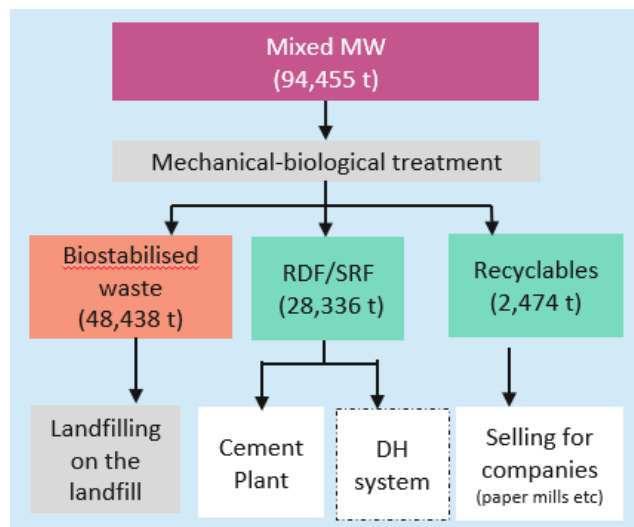 Mixed MW
(94,455 t)
Mechanical-biological treatment
Biostabilised
waste
(48,438 t)
RDF/SRF
(28,336 t)
Recyclables
(2,474 t)
Landfilling
on the
landfill
Cement
Plant
DH
system
Selling for
companies
(paper mills etc)